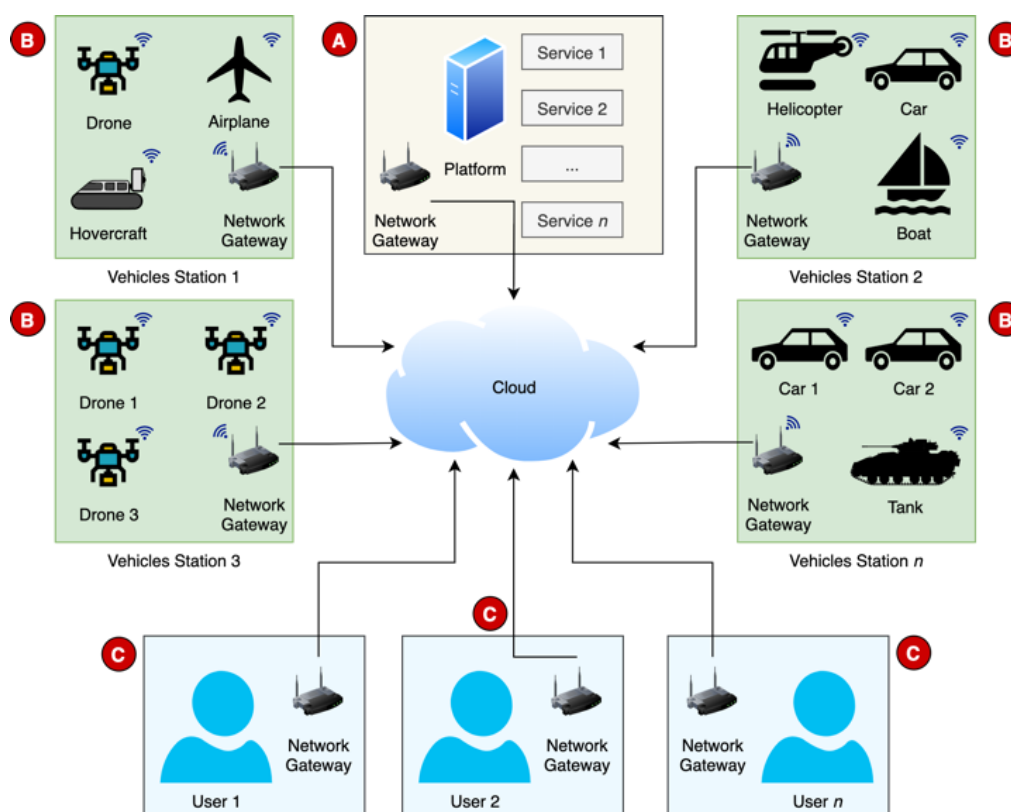 B
Drone
Airplane
Hovercraft
Network
Gateway
Vehicles Station 1
A
Platform
Service 1
Service 2
...
Service n
Network
Gateway
B
Helicopter
Car
Network
Gateway
Boat
Vehicles Station 2
B
Drone 1
Drone 2
Drone 3
Network
Gateway
Vehicles Station 3
Cloud
B
Car 1
Car 2
Network
Gateway
Tank
Vehicles Station n
C
Network
Gateway
User 1
C
Network
Gateway
User 2
C
Network
Gateway
User n